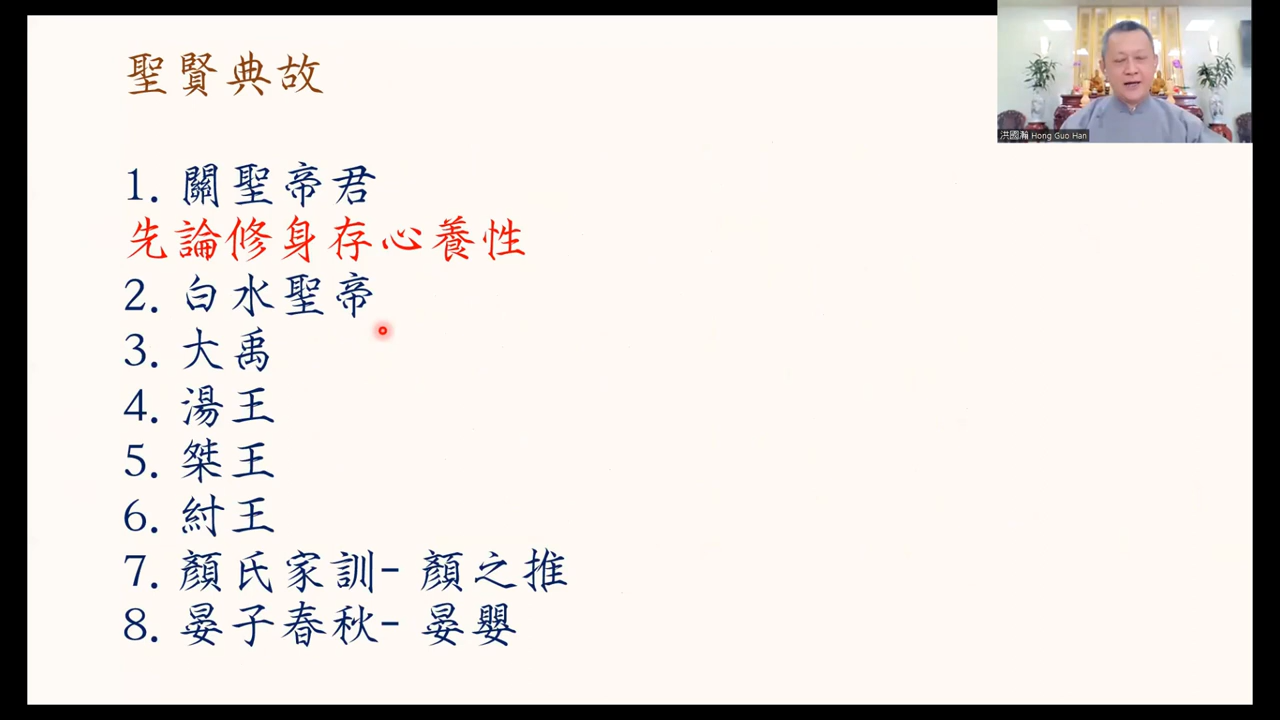 聖賢典故
洪國瀚 Hong Guo Han
1. 關聖帝君
先論修身存心養性
2. 白水聖帝
3. 大禹
4. 湯王
5. 桀王
6. 紂王
7. 顏氏家訓- 顏之推
8. 晏子春秋- 晏嬰